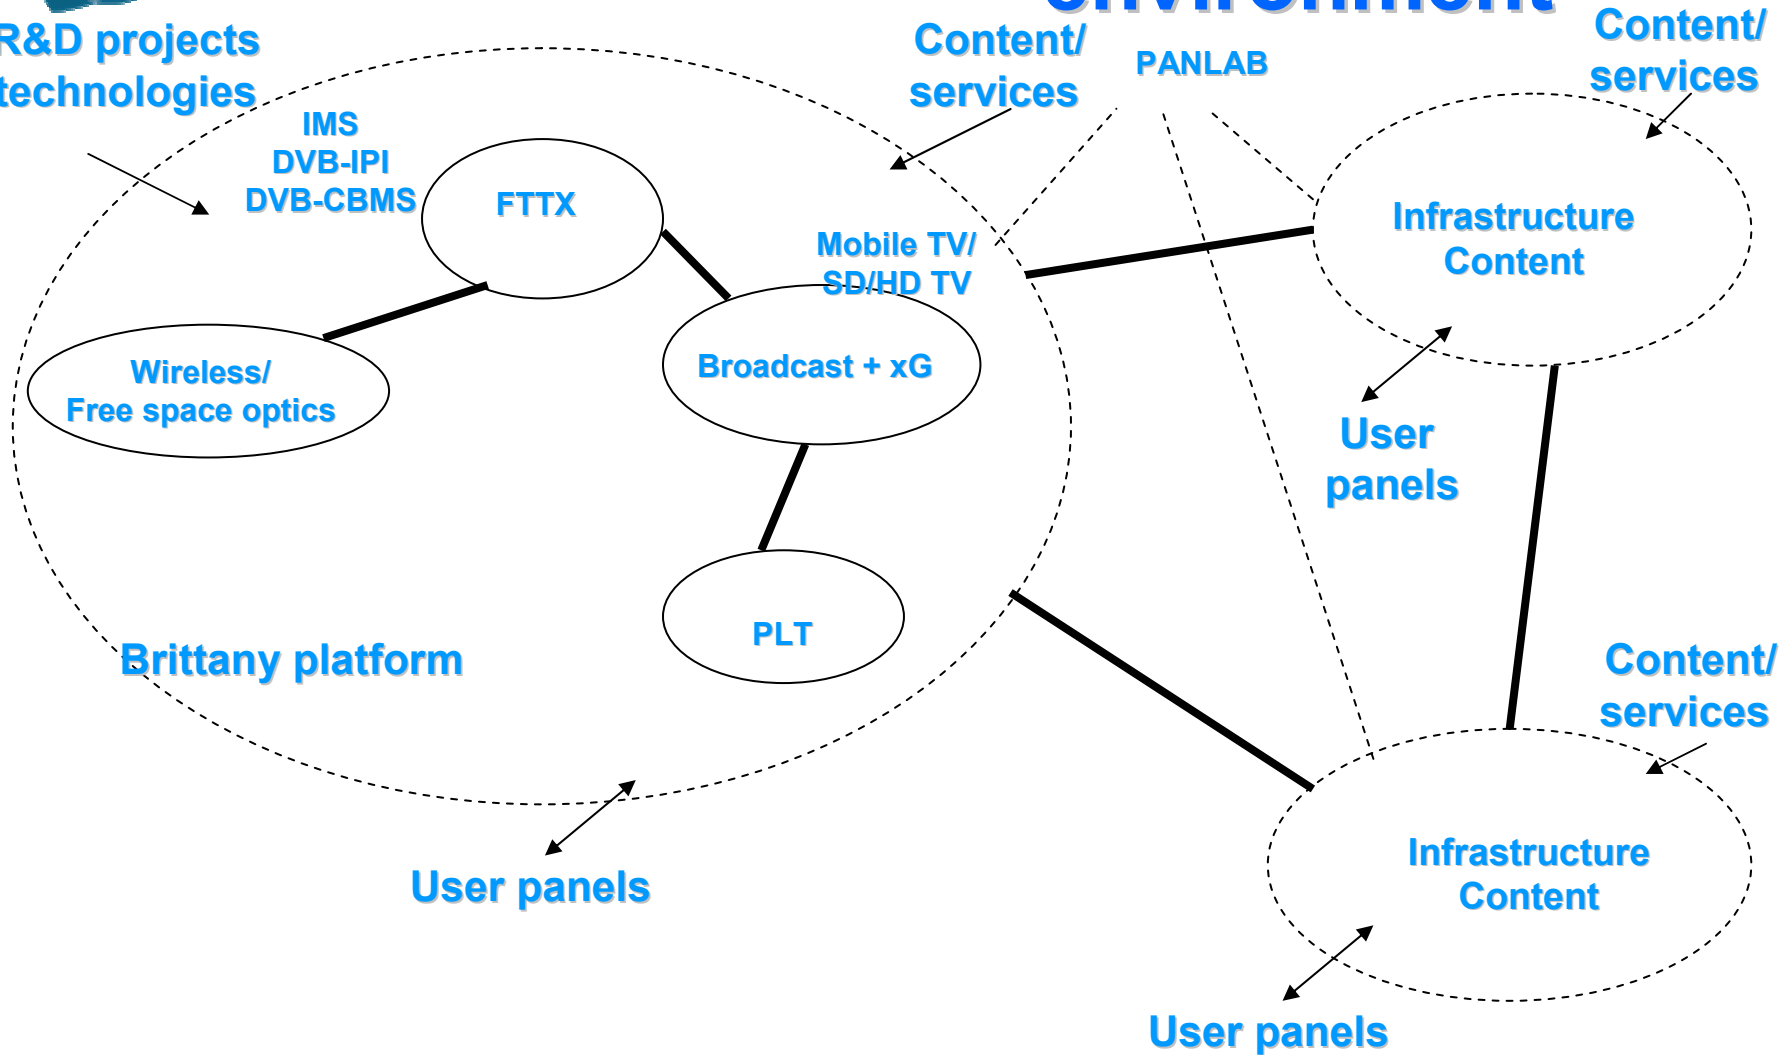 environment
R&D projects
technologies
Content/
services
PANLAB
Content/
services
IMS
DVB-IPI
DVB-CBMS
FTTX
Mobile TV/
SD/HD TV
Infrastructure
Content
Wireless/
Free space optics
Broadcast + xG
User
panels
PLT
Brittany platform
Content/
services
User panels
Infrastructure
Content
User panels